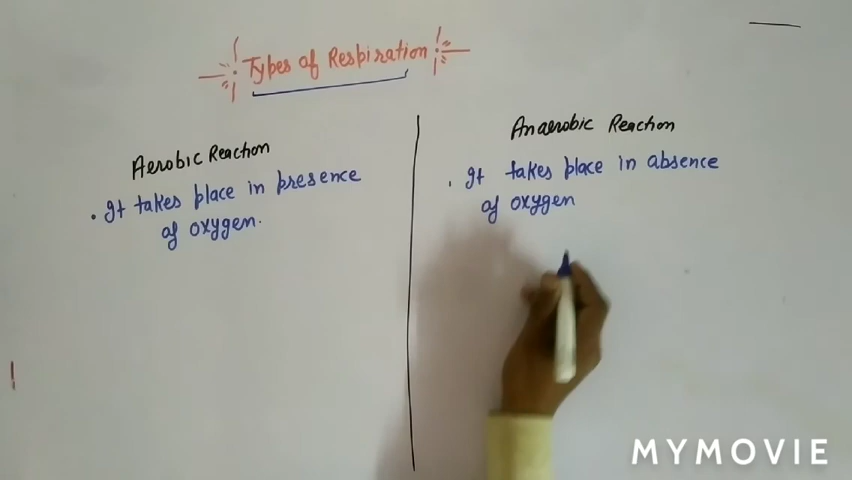 Types of Respiration
Aerobic Reaction
. It takes place in presence
of oxygen.
Anaerobic Reaction
. It takes place in absence
of oxygen
MYMOVIE